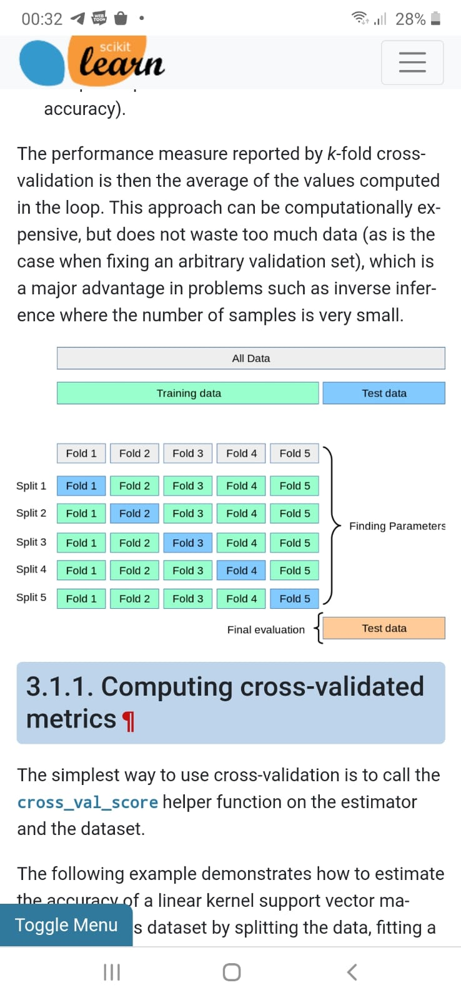 00:32
WEB
TOON
28%
scikit
learn
accuracy).
The performance measure reported by k-fold cross-
validation is then the average of the values computed
in the loop. This approach can be computationally ex-
pensive, but does not waste too much data (as is the
case when fixing an arbitrary validation set), which is
a major advantage in problems such as inverse infer-
ence where the number of samples is very small.
All Data
Training data Test data
Fold 1 Fold 2 Fold 3 Fold 4 Fold 5
Split 1 Fold 1 Fold 2 Fold 3 Fold 4 Fold 5
Split 2 Fold 1 Fold 2 Fold 3 Fold 4 Fold 5
Finding Parameters
Split 3 Fold 1 Fold 2 Fold 3 Fold 4 Fold 5
Split 4 Fold 1 Fold 2 Fold 3 Fold 4 Fold 5
Split 5 Fold 1 Fold 2 Fold 3 Fold 4 Fold 5
Final evaluation Test data
3.1.1. Computing cross-validated
metrics ¶
The simplest way to use cross-validation is to call the
cross_val_score helper function on the estimator
and the dataset.
The following example demonstrates how to estimate
the accuracy of a linear kernel support vector ma-
Toggle Menu s dataset by splitting the data, fitting a